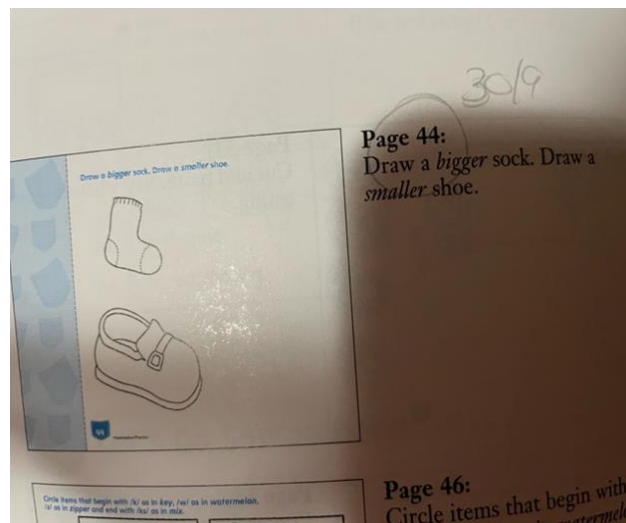 30/9
Page 44:
Draw a bigger sock. Draw a
smaller shoe.
Draw a bigger sock. Draw a smaller shoe.
44
Page 46:
Circle items that begin with
Circle items that begin with /k/ as in key, /w/ as in watermelon,
/z/ as in zipper and end with /ks/ as in mix.